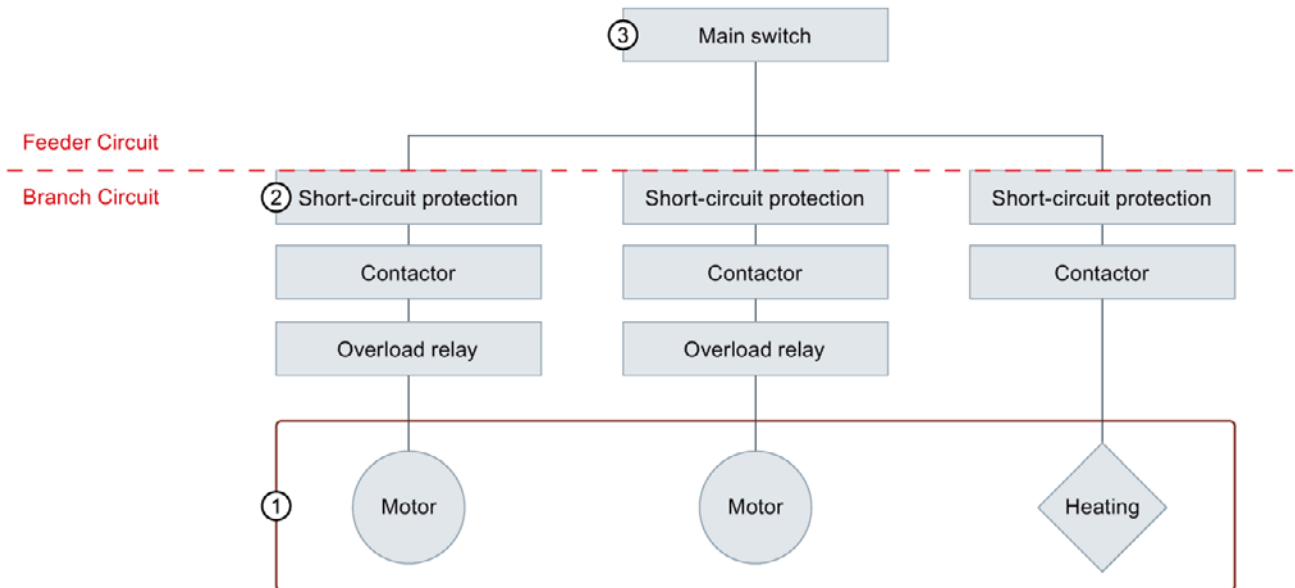 ③ Main switch
Feeder Circuit
Branch Circuit
② Short-circuit protection
Short-circuit protection
Short-circuit protection
Contactor
Contactor
Contactor
Overload relay
Overload relay
①
Motor
Motor
Heating